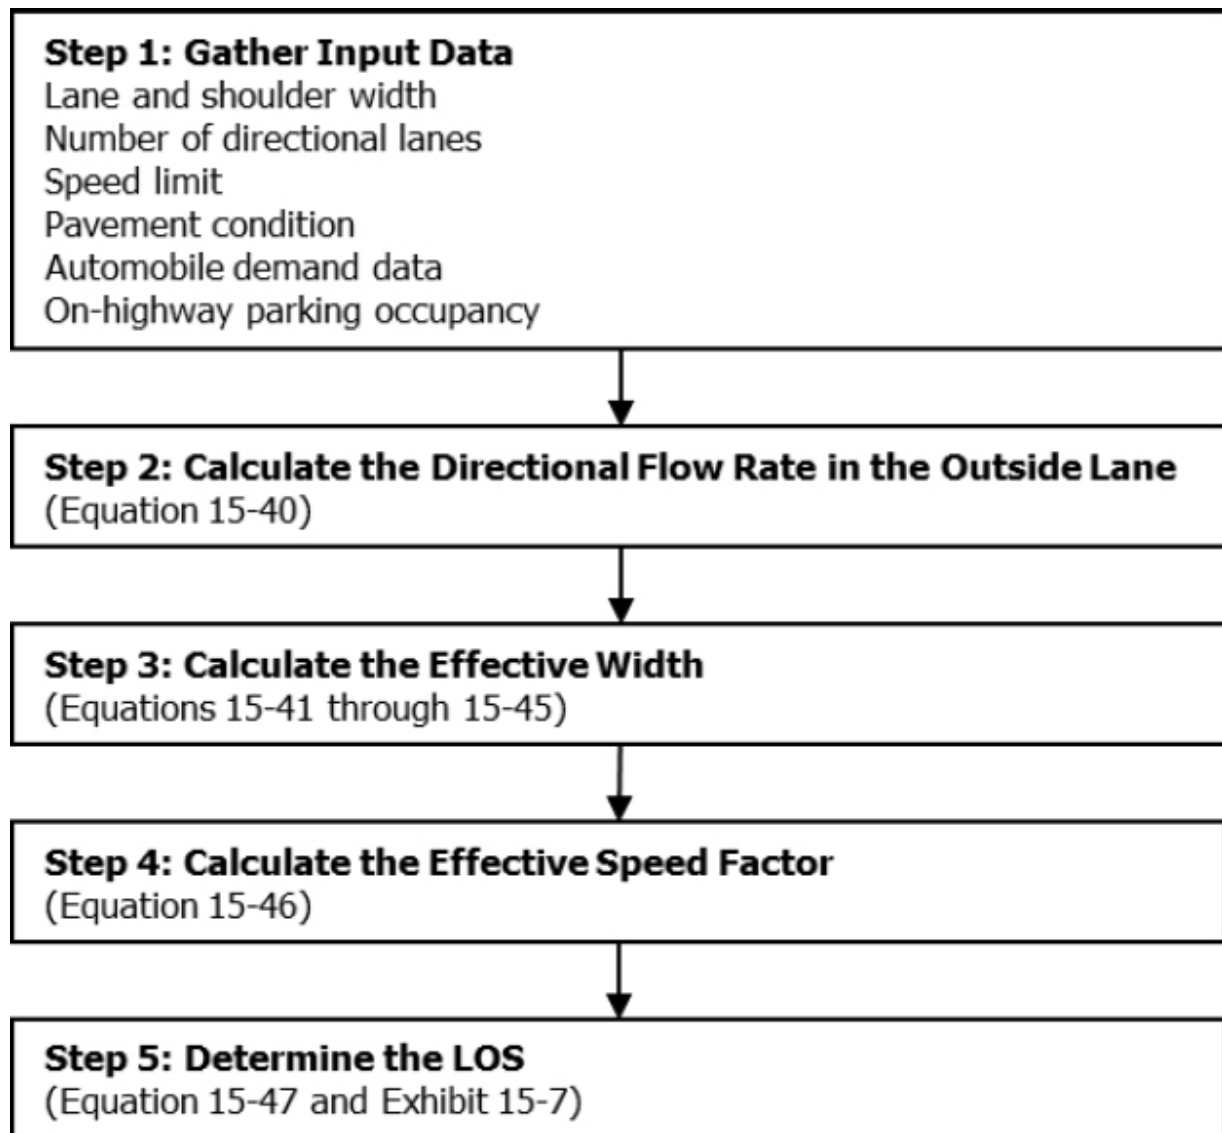 Step 1: Gather Input Data
Lane and shoulder width
Number of directional lanes
Speed limit
Pavement condition
Automobile demand data
On-highway parking occupancy
Step 2: Calculate the Directional Flow Rate in the Outside Lane
(Equation 15-40)
Step 3: Calculate the Effective Width
(Equations 15-41 through 15-45)
Step 4: Calculate the Effective Speed Factor
(Equation 15-46)
Step 5: Determine the LOS
(Equation 15-47 and Exhibit 15-7)